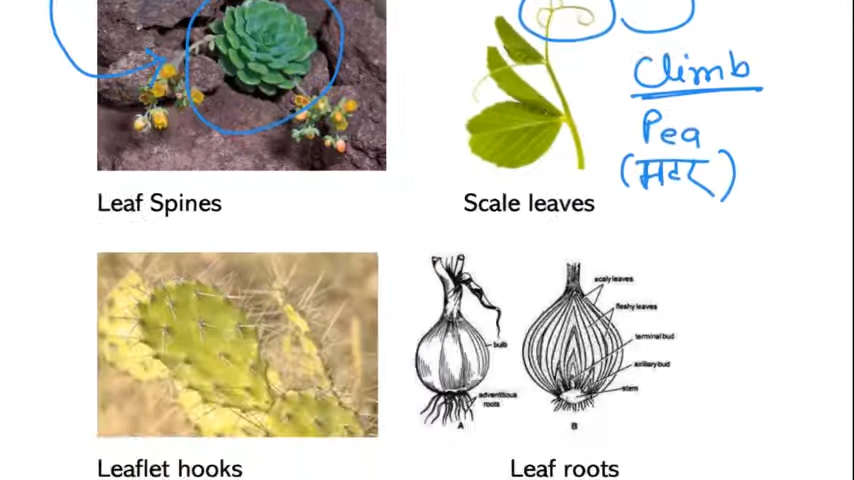 Climb
Pea
(मटर)
Leaf Spines
Scale leaves
scaly leaves
fleshy leaves
terminal bud
axillary bud
stem
bulb
adventitious
roots
A
B
Leaflet hooks
Leaf roots